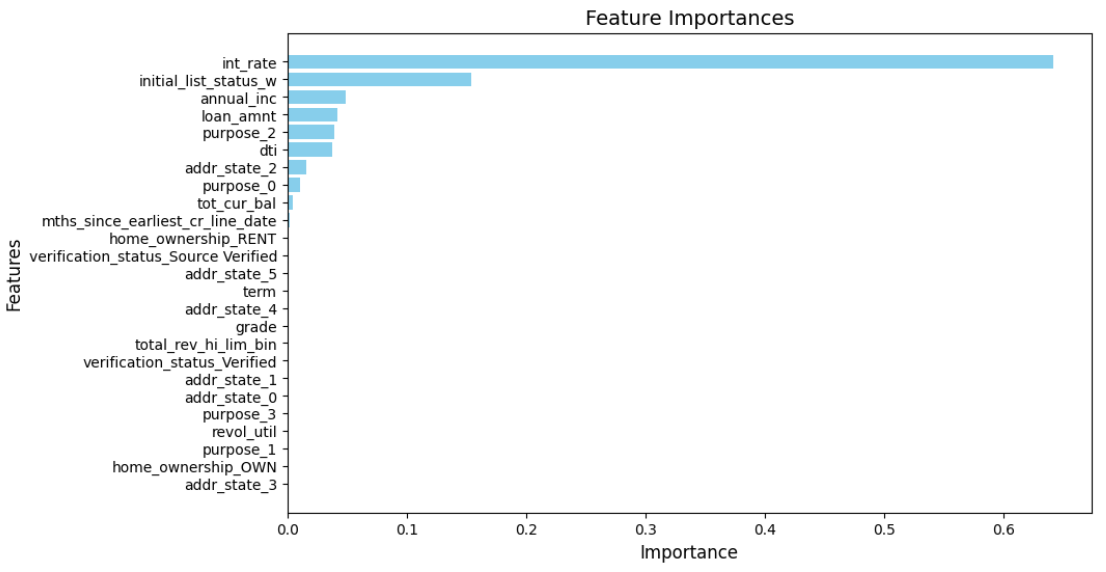 Feature Importances
int_rate
initial_list_status_w
annual_inc
loan_amnt
purpose_2
dti
addr_state_2
purpose_0
tot_cur_bal
mths_since_earliest_cr_line_date
home_ownership_RENT
verification_status_Source Verified
addr_state_5
term
addr_state_4
grade
total_rev_hi_lim_bin
verification_status_Verified
addr_state_1
addr_state_0
purpose_3
revol_util
purpose_1
home_ownership_OWN
addr_state_3
Features
0.0 0.1 0.2 0.3 0.4 0.5 0.6
Importance